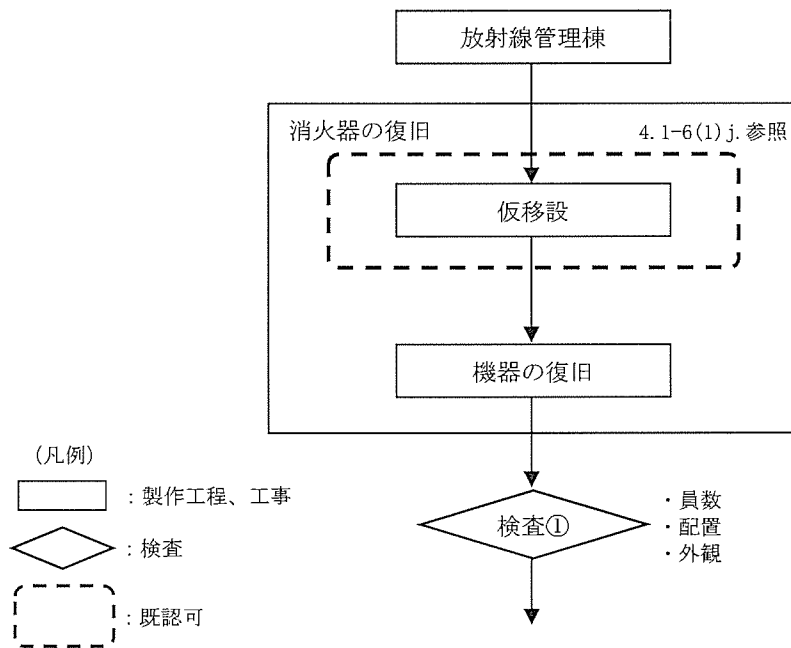 放射線管理棟
消火器の復旧
4.1-6(1)j.参照
仮移設
機器の復旧
検査①
・員数
・配置
・外観
(凡例)
：製作工程、工事
：検査
：既認可